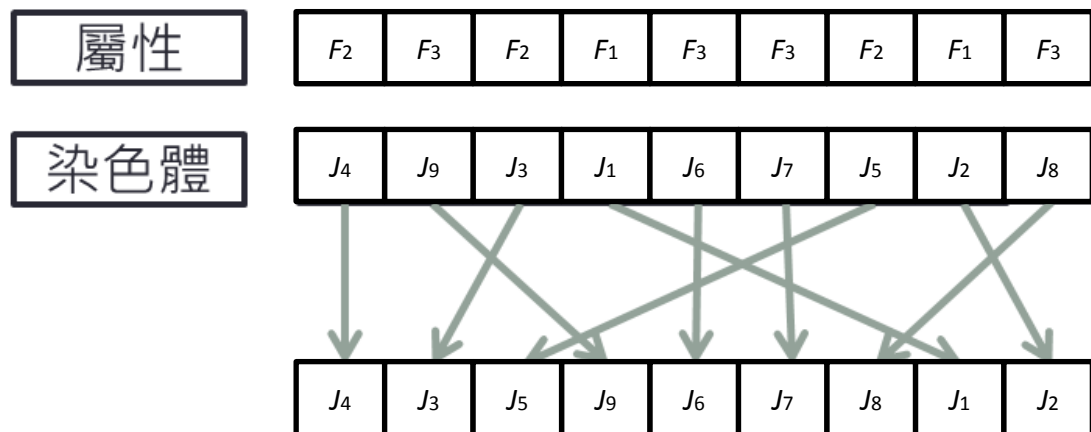 屬性 F2 F3 F2 F1 F3 F3 F2 F1 F3
染色體 J4 J9 J3 J1 J6 J7 J5 J2 J8
J4 J3 J5 J9 J6 J7 J8 J1 J2